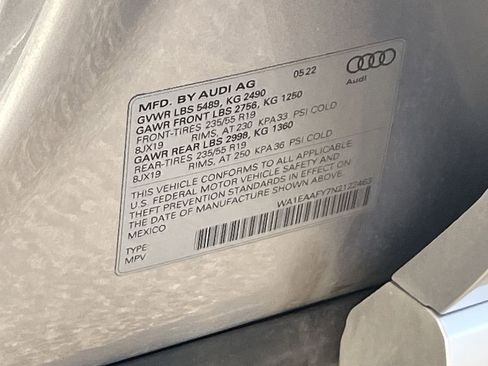 MFD. BY AUDI AG 05.22
GVWR LBS 5489, KG 2490
GAWR FRONT LBS 2756, KG 1250
FRONT-TIRES 235/55 R19
8JX19 RIMS, AT 230 KPA 33 PSI COLD
GAWR REAR LBS 2998, KG 1360
REAR-TIRES 235/55 R19
8JX19 RIMS, AT 250 KPA 36 PSI COLD
THIS VEHICLE CONFORMS TO ALL APPLICABLE
U.S. FEDERAL MOTOR VEHICLE SAFETY AND
THEFT PREVENTION STANDARDS IN EFFECT ON
THE DATE OF MANUFACTURE SHOWN ABOVE.
MEXICO WA1EAAFY7N2122463
TYPE:
MPV
Audi